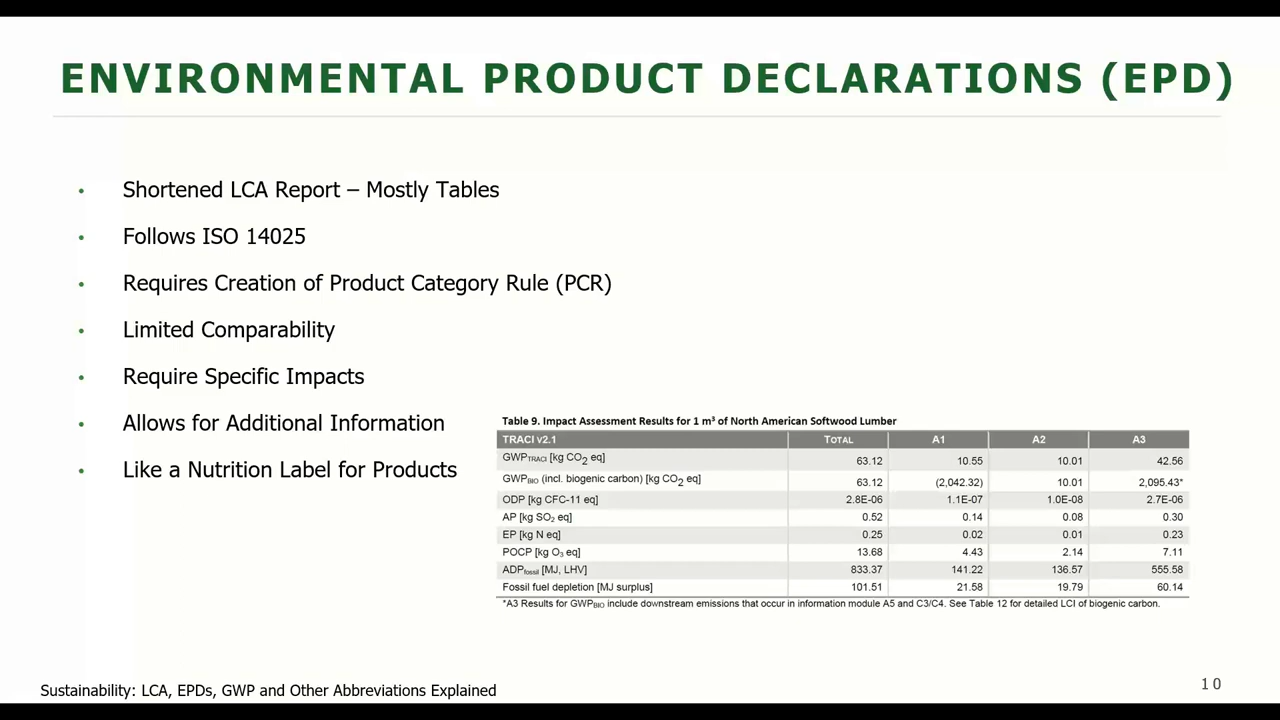 ENVIRONMENTAL PRODUCT DECLARATIONS (EPD)
• Shortened LCA Report – Mostly Tables
• Follows ISO 14025
• Requires Creation of Product Category Rule (PCR)
• Limited Comparability
• Require Specific Impacts
• Allows for Additional Information
• Like a Nutrition Label for Products
Table 9. Impact Assessment Results for 1 m³ of North American Softwood Lumber
TRACI v2.1 TOTAL A1 A2 A3
GWPTRACI [kg CO2 eq] 63.12 10.55 10.01 42.56
GWPBIO (incl. biogenic carbon) [kg CO2 eq] 63.12 (2,042.32) 10.01 2,095.43*
ODP [kg CFC-11 eq] 2.8E-06 1.1E-07 1.0E-08 2.7E-06
AP [kg SO2 eq] 0.52 0.14 0.08 0.30
EP [kg N eq] 0.25 0.02 0.01 0.23
POCP [kg O3 eq] 13.68 4.43 2.14 7.11
ADPfossil [MJ, LHV] 833.37 141.22 136.57 555.58
Fossil fuel depletion [MJ surplus] 101.51 21.58 19.79 60.14
*A3 Results for GWPBIO include downstream emissions that occur in information module A5 and C3/C4. See Table 12 for detailed LCI of biogenic carbon.
Sustainability: LCA, EPDs, GWP and Other Abbreviations Explained
10